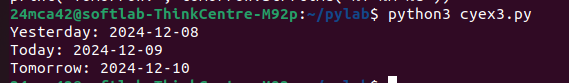 24mca42@softlab-ThinkCentre-M92p:~/pylab$ python3 cyex3.py
Yesterday: 2024-12-08
Today: 2024-12-09
Tomorrow: 2024-12-10